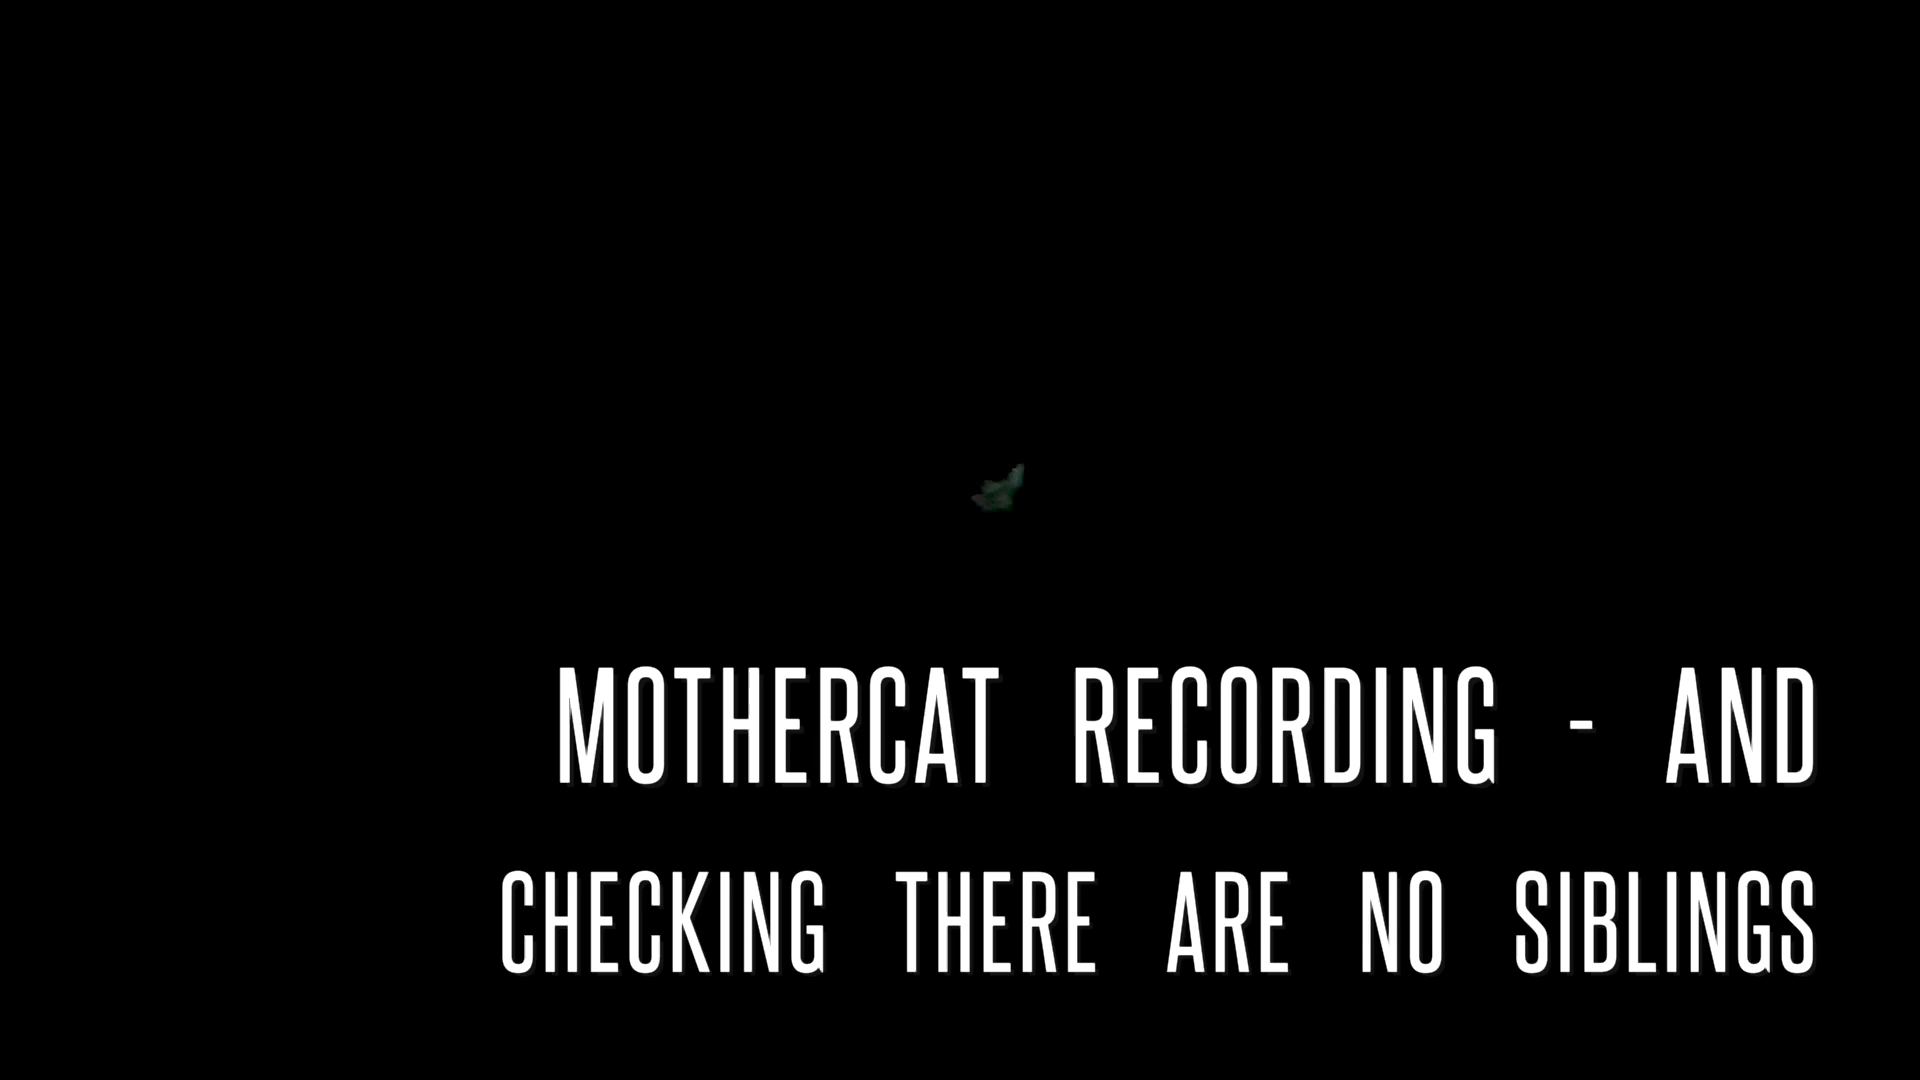 MOTHERCAT RECORDING - AND
CHECKING THERE ARE NO SIBLINGS